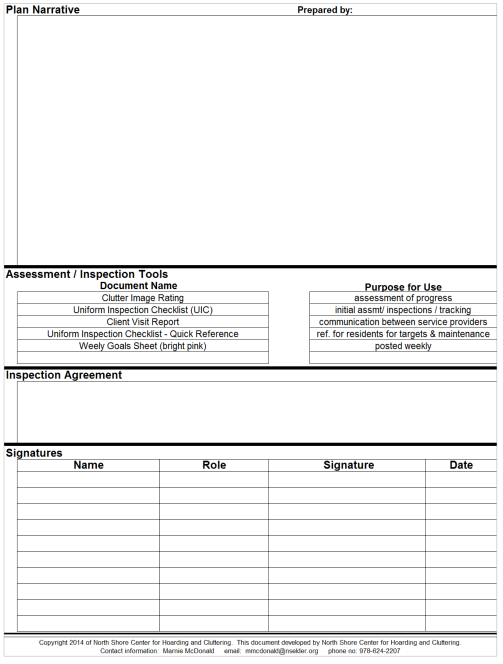 Plan Narrative Prepared by:
Assessment / Inspection Tools
Document Name Purpose for Use
Clutter Image Rating assessment of progress
Uniform Inspection Checklist (UIC) initial assmt/ inspections / tracking
Client Visit Report communication between service providers
Uniform Inspection Checklist - Quick Reference ref. for residents for targets & maintenance
Weely Goals Sheet (bright pink) posted weekly
Inspection Agreement
Signatures
Name Role Signature Date
Copyright 2014 of North Shore Center for Hoarding and Cluttering. This document developed by North Shore Center for Hoarding and Cluttering.
Contact information: Marnie McDonald email: mmcdonald@nselder.org phone no: 978-624-2207